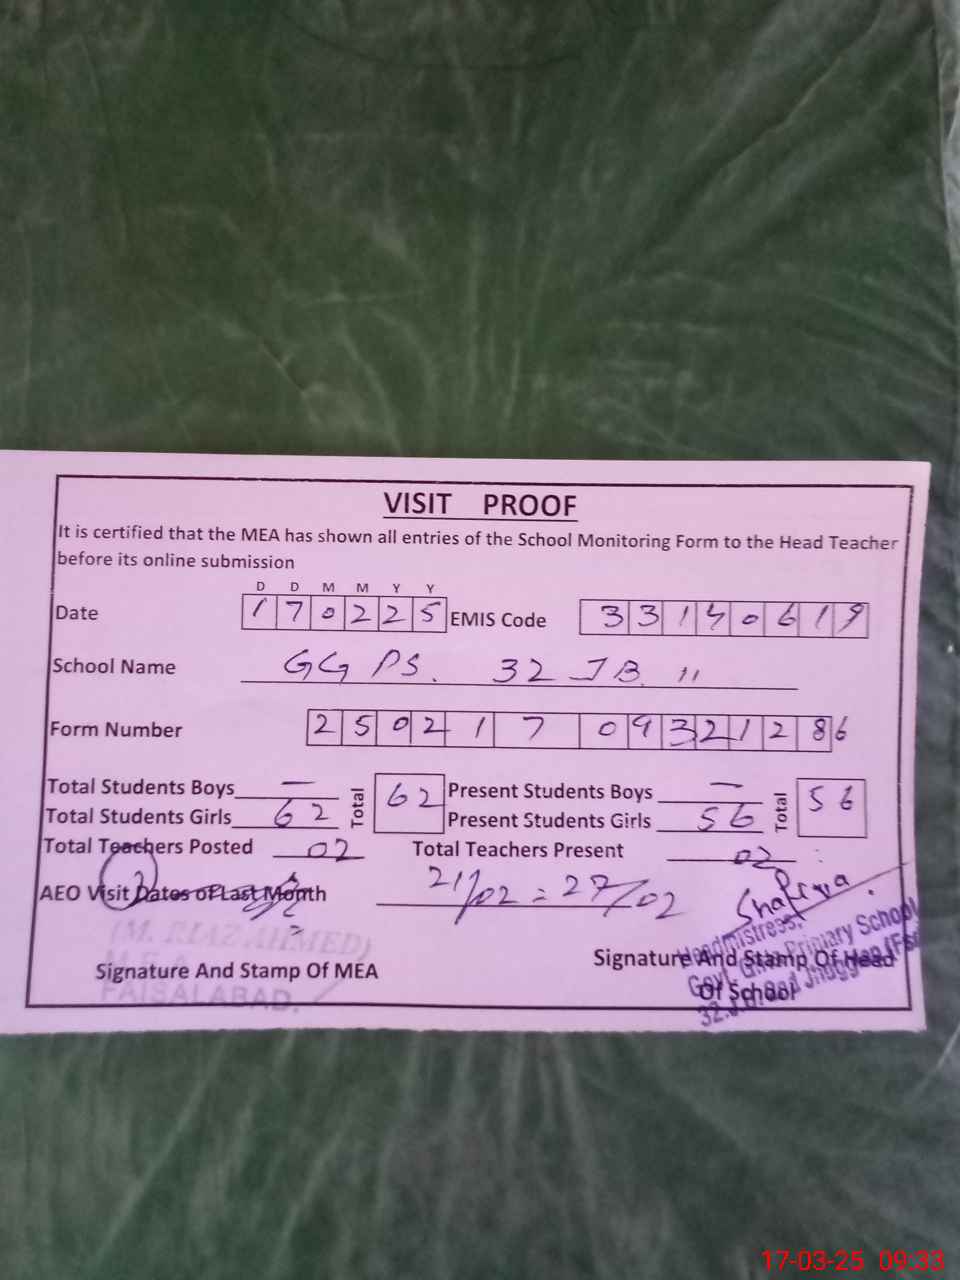 VISIT PROOF
It is certified that the MEA has shown all entries of the School Monitoring Form to the Head Teacher
before its online submission
D D M M Y Y
Date 1 7 0 2 2 5 EMIS Code 3 3 1 4 0 6 1 9
School Name GG PS. 32 JB "
Form Number 2 5 0 2 1 7 0 9 3 2 1 2 8 6
Total Students Boys — Total 62 Present Students Boys — Total 56
Total Students Girls 62 Present Students Girls 56
Total Teachers Posted 02 Total Teachers Present 02
AEO Visit Dates of Last Month 21/02 = 27/02
(M. RIAZ AHMED)
M.E.A
FAISALABAD.
Signature And Stamp Of MEA
Headmistress,
Govt. Primary School
32.
Signature And Stamp Of Head
Of School
17-03-25 09:33